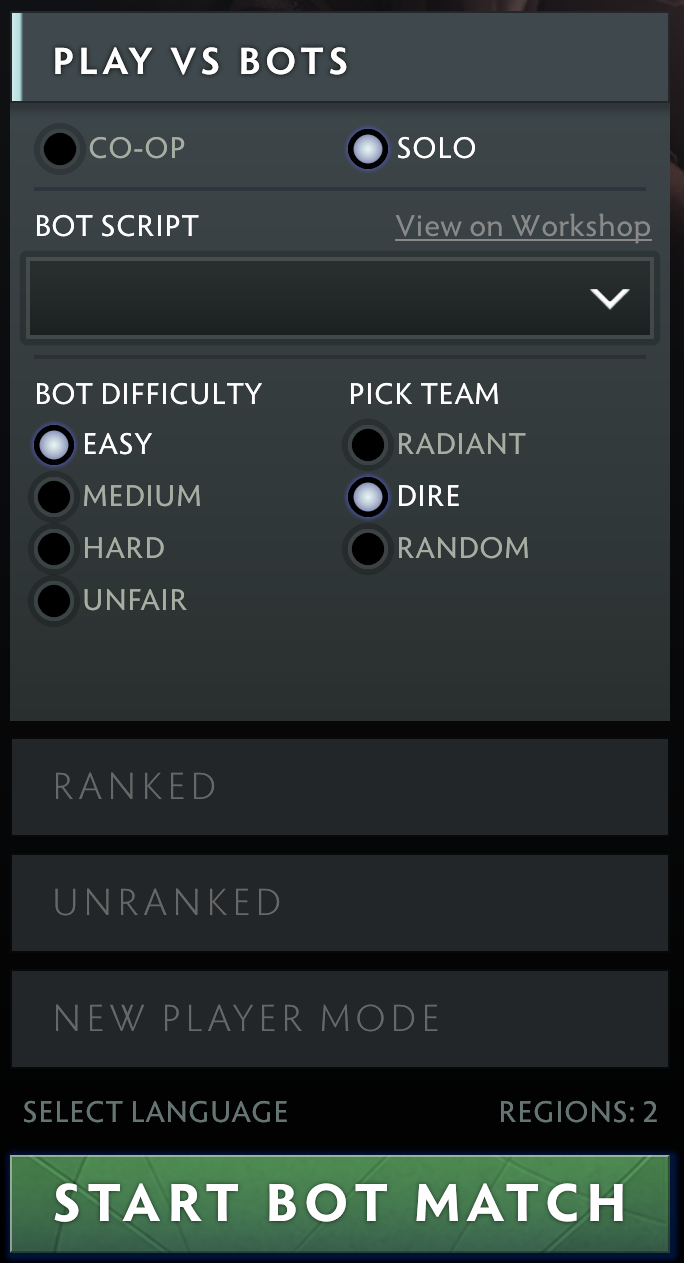 PLAY VS BOTS
CO-OP SOLO
BOT SCRIPT View on Workshop
BOT DIFFICULTY PICK TEAM
EASY RADIANT
MEDIUM DIRE
HARD RANDOM
UNFAIR
RANKED
UNRANKED
NEW PLAYER MODE
SELECT LANGUAGE REGIONS: 2
START BOT MATCH